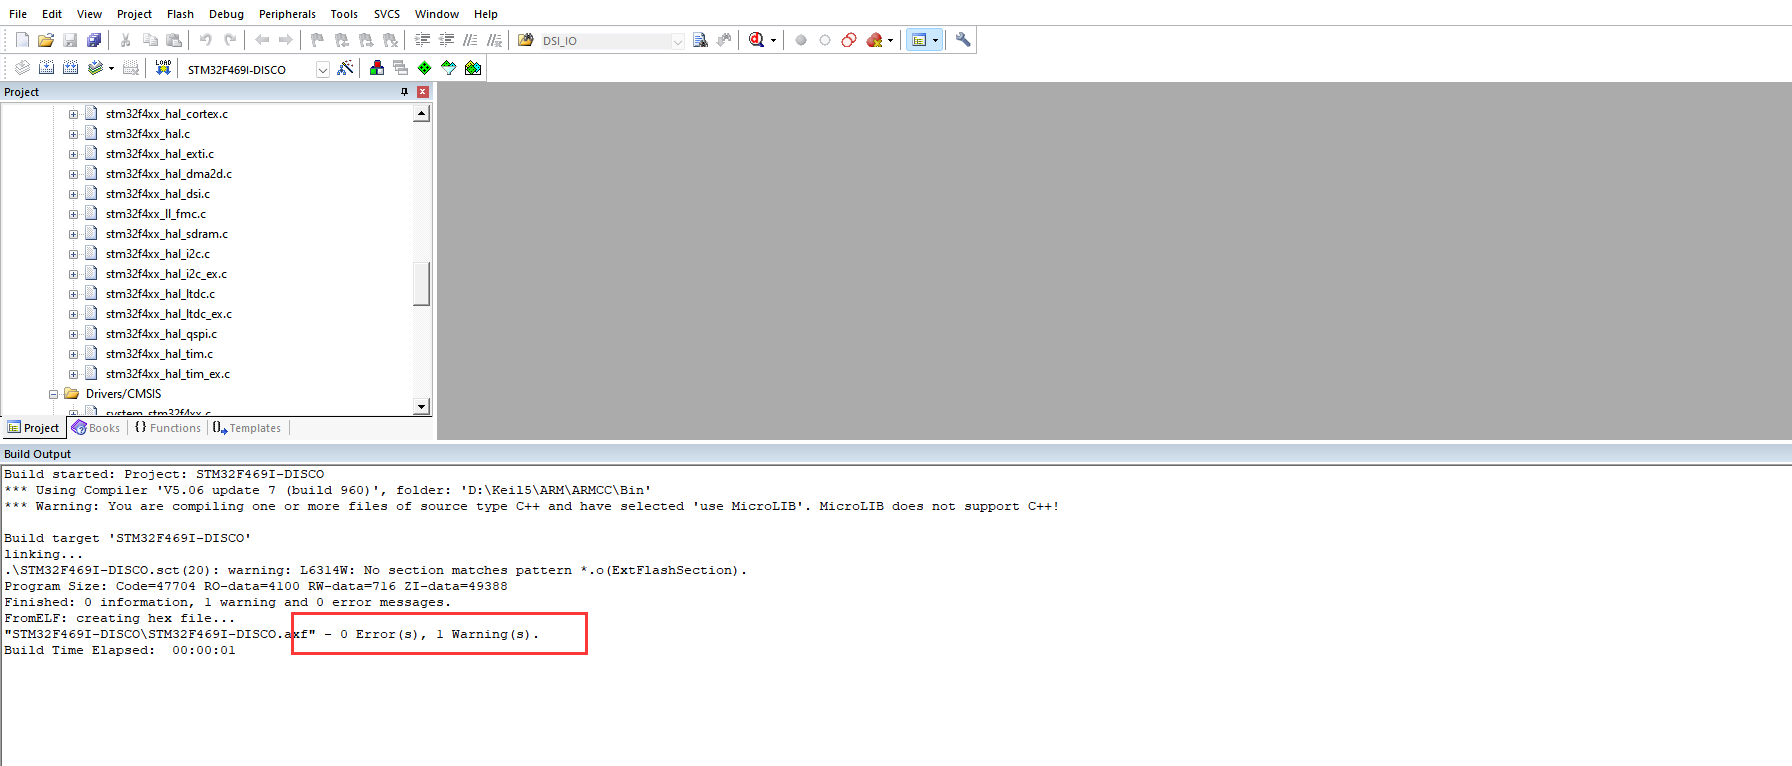 File Edit View Project Flash Debug Peripherals Tools SVCS Window Help
DSI_IO
LOAD STM32F469I-DISCO
Project
stm32f4xx_hal_cortex.c
stm32f4xx_hal.c
stm32f4xx_hal_exti.c
stm32f4xx_hal_dma2d.c
stm32f4xx_hal_dsi.c
stm32f4xx_ll_fmc.c
stm32f4xx_hal_sdram.c
stm32f4xx_hal_i2c.c
stm32f4xx_hal_i2c_ex.c
stm32f4xx_hal_ltdc.c
stm32f4xx_hal_ltdc_ex.c
stm32f4xx_hal_qspi.c
stm32f4xx_hal_tim.c
stm32f4xx_hal_tim_ex.c
Drivers/CMSIS
system_stm32f4xx.c
Project Books {} Functions Templates
Build Output
Build started: Project: STM32F469I-DISCO
*** Using Compiler 'V5.06 update 7 (build 960)', folder: 'D:\Keil5\ARM\ARMCC\Bin'
*** Warning: You are compiling one or more files of source type C++ and have selected 'use MicroLIB'. MicroLIB does not support C++!
Build target 'STM32F469I-DISCO'
linking...
.\STM32F469I-DISCO.sct(20): warning: L6314W: No section matches pattern *.o(ExtFlashSection).
Program Size: Code=47704 RO-data=4100 RW-data=716 ZI-data=49388
Finished: 0 information, 1 warning and 0 error messages.
FromELF: creating hex file...
"STM32F469I-DISCO\STM32F469I-DISCO.axf" - 0 Error(s), 1 Warning(s).
Build Time Elapsed:  00:00:01